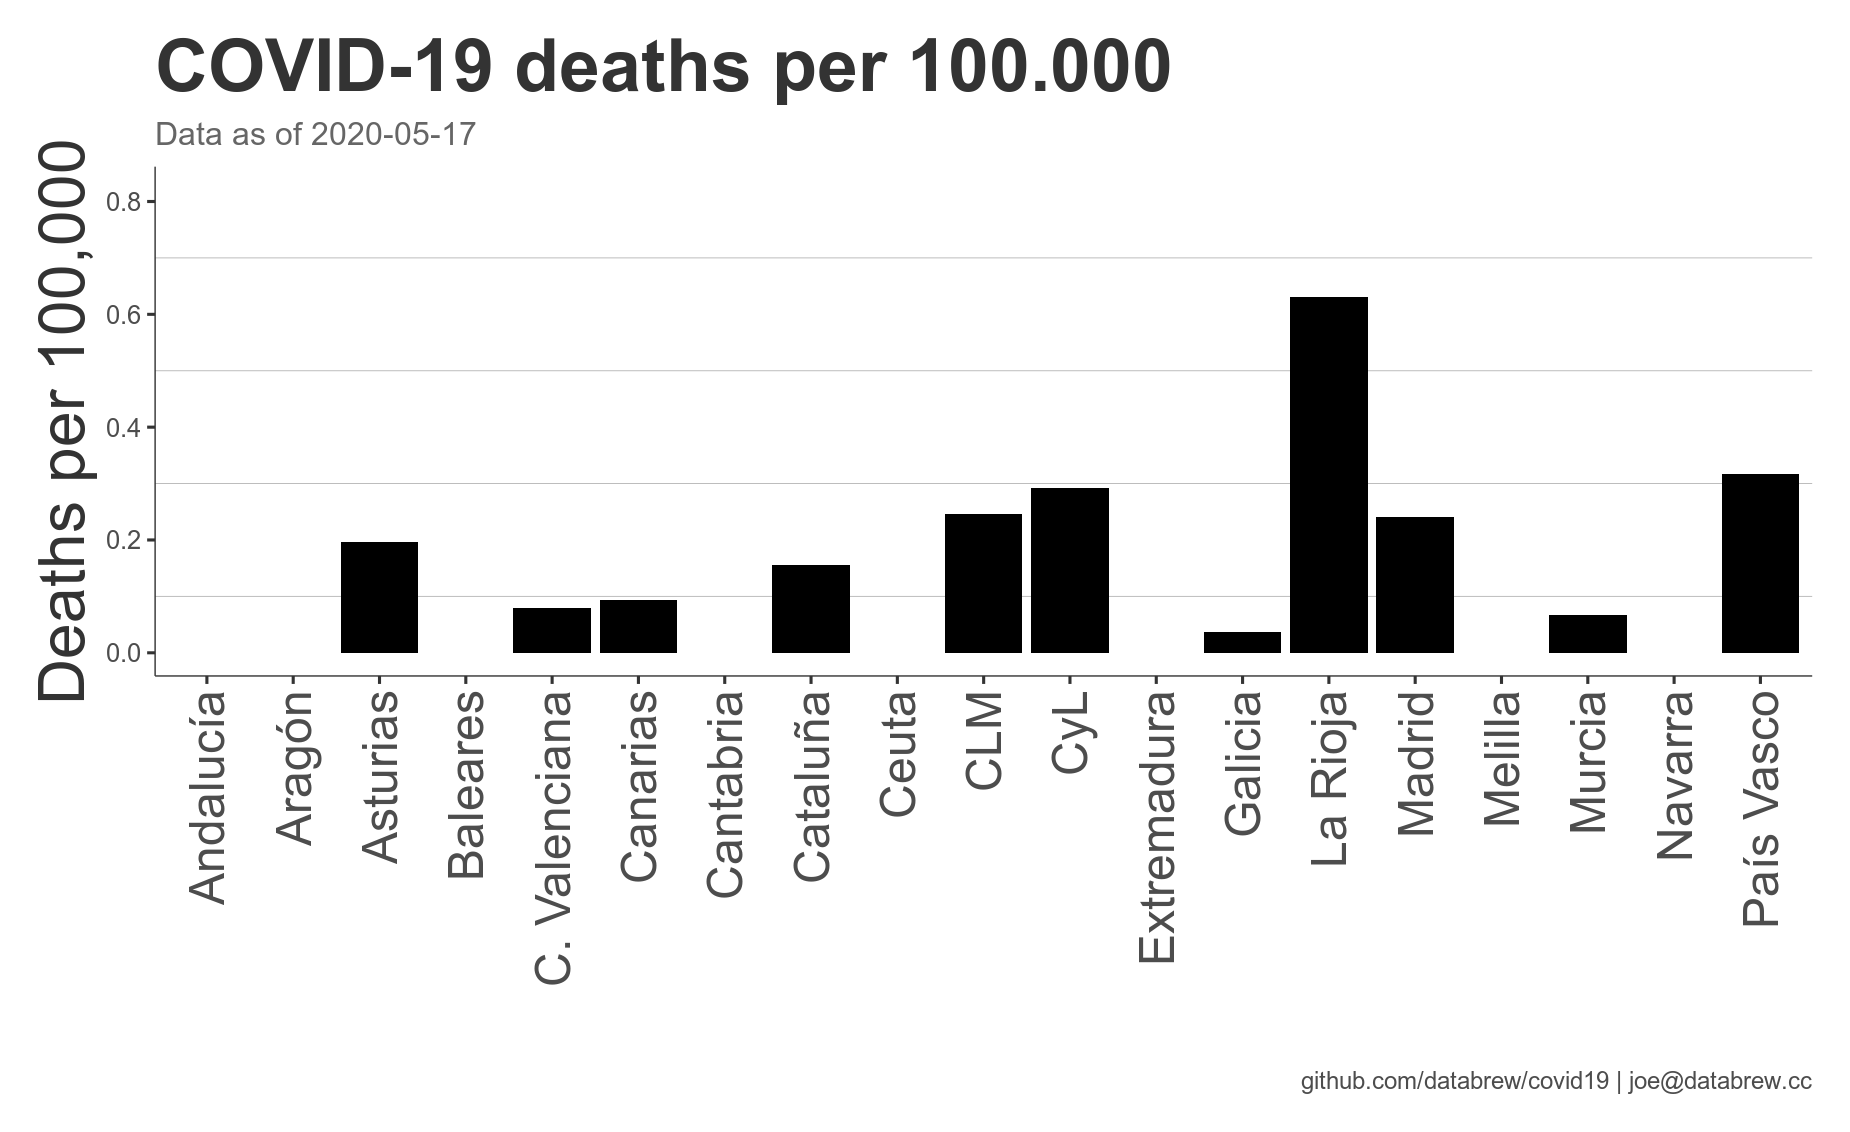 COVID-19 deaths per 100.000
Data as of 2020-05-17
Deaths per 100,000
0.8
0.6
0.4
0.2
0.0
Andalucía
Aragón
Asturias
Baleares
C. Valenciana
Canarias
Cantabria
Cataluña
Ceuta
CLM
CyL
Extremadura
Galicia
La Rioja
Madrid
Melilla
Murcia
Navarra
País Vasco
github.com/databrew/covid19 | joe@databrew.cc